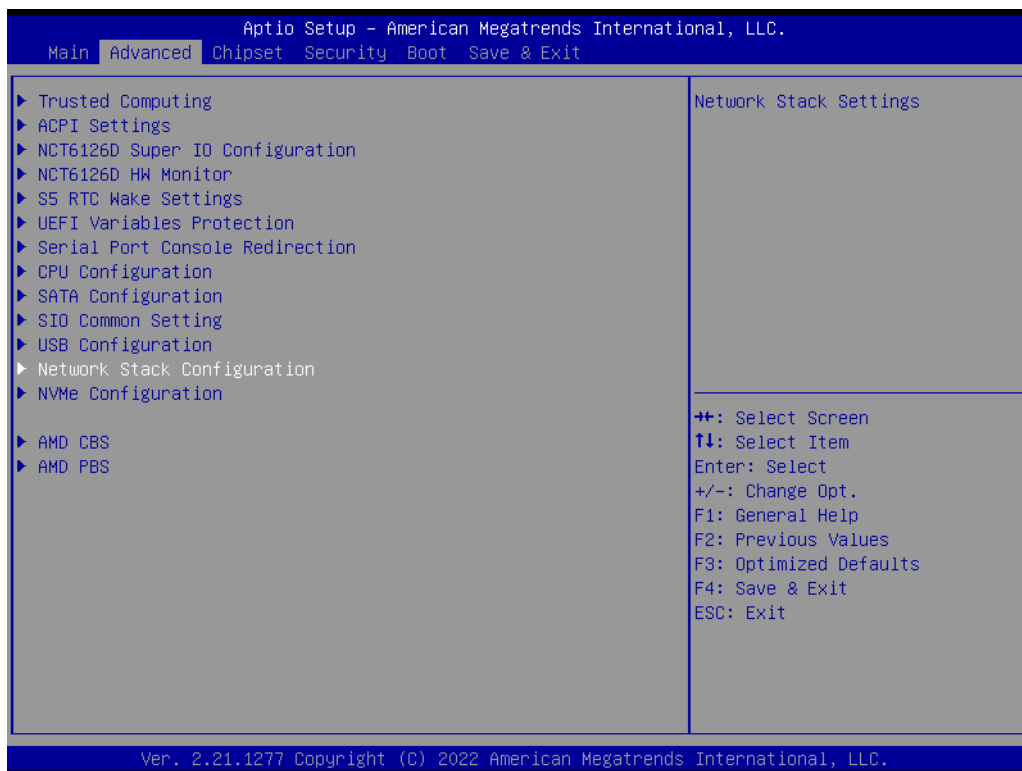 Aptio Setup – American Megatrends International, LLC.
Main Advanced Chipset Security Boot Save & Exit
▶ Trusted Computing
▶ ACPI Settings
▶ NCT6126D Super IO Configuration
▶ NCT6126D HW Monitor
▶ S5 RTC Wake Settings
▶ UEFI Variables Protection
▶ Serial Port Console Redirection
▶ CPU Configuration
▶ SATA Configuration
▶ SIO Common Setting
▶ USB Configuration
▶ Network Stack Configuration
▶ NVMe Configuration
▶ AMD CBS
▶ AMD PBS
Network Stack Settings
→←: Select Screen
↑↓: Select Item
Enter: Select
+/-: Change Opt.
F1: General Help
F2: Previous Values
F3: Optimized Defaults
F4: Save & Exit
ESC: Exit
Ver. 2.21.1277 Copyright (C) 2022 American Megatrends International, LLC.